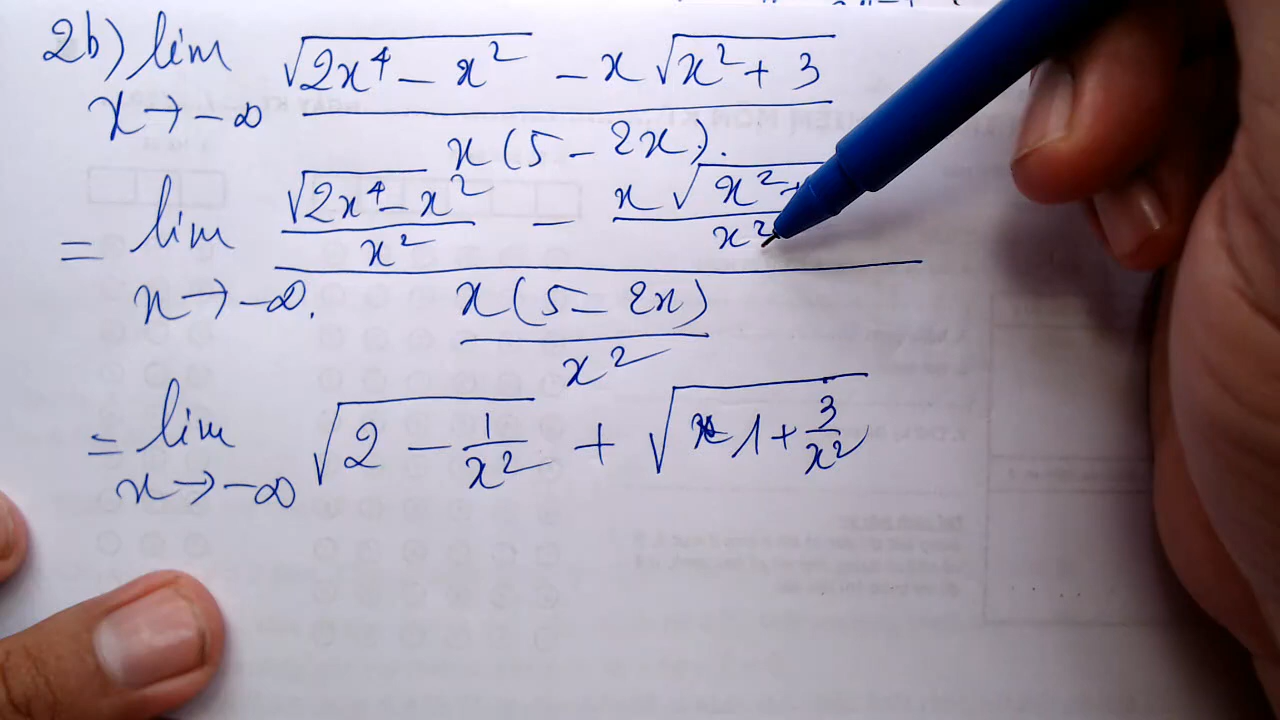 2b) lim √(2x⁴ - x²) - x√(x² + 3)
x → -∞ x(5 - 2x).
= lim √(2x⁴ - x²)/x² - x√(x² +/x²
x → -∞. x(5 - 2x)/x²
= lim √(2 - 1/x²) + √(1 + 3/x²)
x → -∞